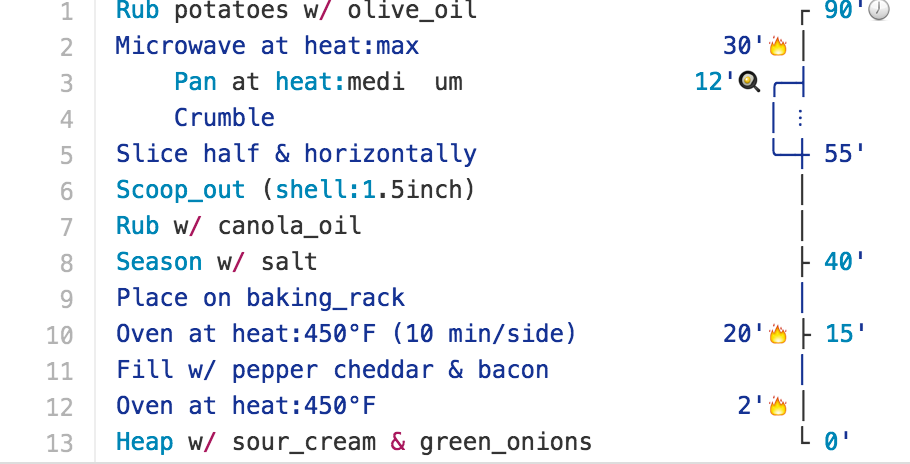 1 Rub potatoes w/ olive_oil ┌ 90'🕖
2 Microwave at heat:max 30'🔥 │
3 Pan at heat:medi um 12'🍳╭─┤
4 Crumble │ ⋮
5 Slice half & horizontally ╰─┼ 55'
6 Scoop_out (shell:1.5inch) │
7 Rub w/ canola_oil │
8 Season w/ salt ├ 40'
9 Place on baking_rack │
10 Oven at heat:450°F (10 min/side) 20'🔥 ├ 15'
11 Fill w/ pepper cheddar & bacon │
12 Oven at heat:450°F 2'🔥 │
13 Heap w/ sour_cream & green_onions └ 0'